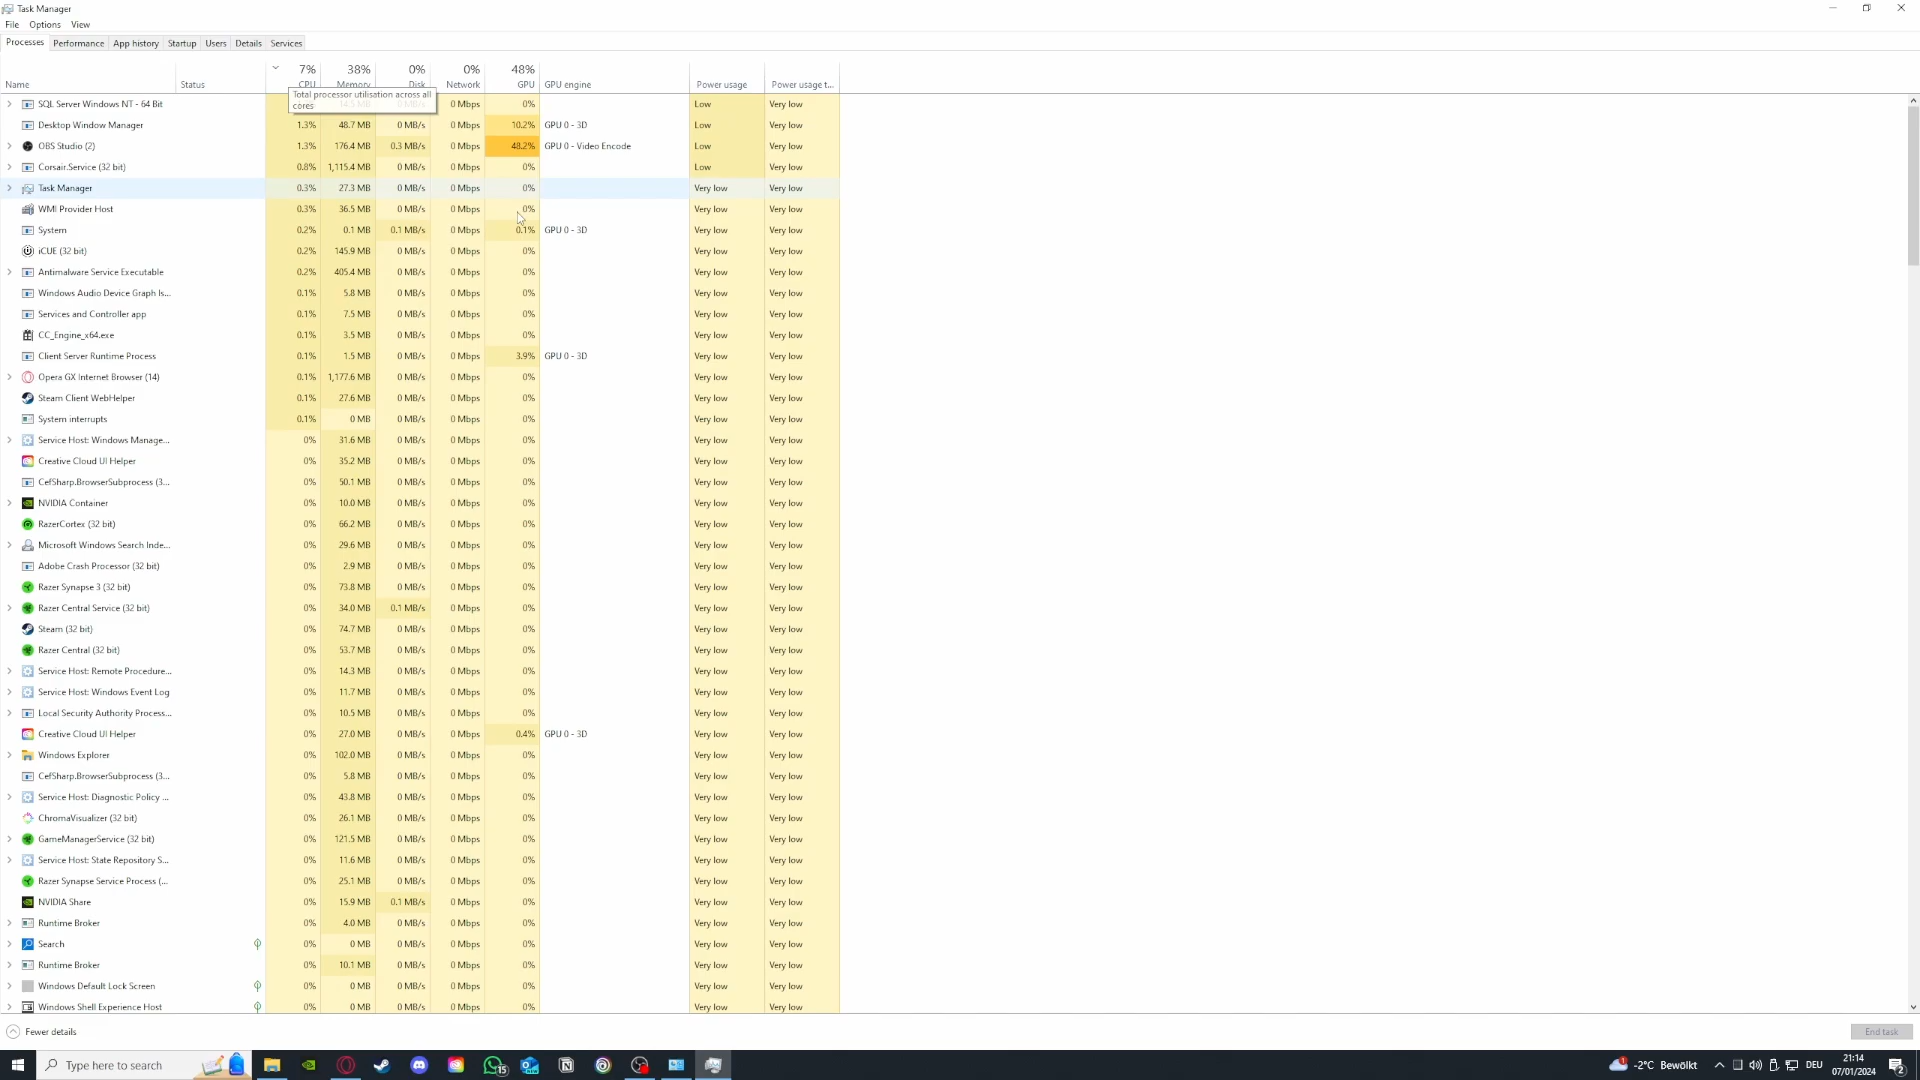 Task Manager
File Options View
Processes Performance App history Startup Users Details Services
7% 38% 0% 0% 48%
Name Status CPU Memory Disk Network GPU GPU engine Power usage Power usage t...
Total processor utilisation across all
cores
SQL Server Windows NT - 64 Bit 14.5 MB 0 MB/s 0 Mbps 0% Low Very low
Desktop Window Manager 1.3% 48.7 MB 0 MB/s 0 Mbps 10.2% GPU 0 - 3D Low Very low
OBS Studio (2) 1.3% 176.4 MB 0.3 MB/s 0 Mbps 48.2% GPU 0 - Video Encode Low Very low
Corsair.Service (32 bit) 0.8% 1,115.4 MB 0 MB/s 0 Mbps 0% Low Very low
Task Manager 0.3% 27.3 MB 0 MB/s 0 Mbps 0% Very low Very low
WMI Provider Host 0.3% 36.5 MB 0 MB/s 0 Mbps 0% Very low Very low
System 0.2% 0.1 MB 0.1 MB/s 0 Mbps 0.1% GPU 0 - 3D Very low Very low
iCUE (32 bit) 0.2% 145.9 MB 0 MB/s 0 Mbps 0% Very low Very low
Antimalware Service Executable 0.2% 405.4 MB 0 MB/s 0 Mbps 0% Very low Very low
Windows Audio Device Graph Is... 0.1% 5.8 MB 0 MB/s 0 Mbps 0% Very low Very low
Services and Controller app 0.1% 7.5 MB 0 MB/s 0 Mbps 0% Very low Very low
CC_Engine_x64.exe 0.1% 3.5 MB 0 MB/s 0 Mbps 0% Very low Very low
Client Server Runtime Process 0.1% 1.5 MB 0 MB/s 0 Mbps 3.9% GPU 0 - 3D Very low Very low
Opera GX Internet Browser (14) 0.1% 1,177.6 MB 0 MB/s 0 Mbps 0% Very low Very low
Steam Client WebHelper 0.1% 27.6 MB 0 MB/s 0 Mbps 0% Very low Very low
System interrupts 0.1% 0 MB 0 MB/s 0 Mbps 0% Very low Very low
Service Host: Windows Manage... 0% 31.6 MB 0 MB/s 0 Mbps 0% Very low Very low
Creative Cloud UI Helper 0% 35.2 MB 0 MB/s 0 Mbps 0% Very low Very low
CefSharp.BrowserSubprocess (3... 0% 50.1 MB 0 MB/s 0 Mbps 0% Very low Very low
NVIDIA Container 0% 10.0 MB 0 MB/s 0 Mbps 0% Very low Very low
RazerCortex (32 bit) 0% 66.2 MB 0 MB/s 0 Mbps 0% Very low Very low
Microsoft Windows Search Inde... 0% 29.6 MB 0 MB/s 0 Mbps 0% Very low Very low
Adobe Crash Processor (32 bit) 0% 2.9 MB 0 MB/s 0 Mbps 0% Very low Very low
Razer Synapse 3 (32 bit) 0% 73.8 MB 0 MB/s 0 Mbps 0% Very low Very low
Razer Central Service (32 bit) 0% 34.0 MB 0.1 MB/s 0 Mbps 0% Very low Very low
Steam (32 bit) 0% 74.7 MB 0 MB/s 0 Mbps 0% Very low Very low
Razer Central (32 bit) 0% 53.7 MB 0 MB/s 0 Mbps 0% Very low Very low
Service Host: Remote Procedure... 0% 14.3 MB 0 MB/s 0 Mbps 0% Very low Very low
Service Host: Windows Event Log 0% 11.7 MB 0 MB/s 0 Mbps 0% Very low Very low
Local Security Authority Process... 0% 10.5 MB 0 MB/s 0 Mbps 0% Very low Very low
Creative Cloud UI Helper 0% 27.0 MB 0 MB/s 0 Mbps 0.4% GPU 0 - 3D Very low Very low
Windows Explorer 0% 102.0 MB 0 MB/s 0 Mbps 0% Very low Very low
CefSharp.BrowserSubprocess (3... 0% 5.8 MB 0 MB/s 0 Mbps 0% Very low Very low
Service Host: Diagnostic Policy ... 0% 43.8 MB 0 MB/s 0 Mbps 0% Very low Very low
ChromaVisualizer (32 bit) 0% 26.1 MB 0 MB/s 0 Mbps 0% Very low Very low
GameManagerService (32 bit) 0% 121.5 MB 0 MB/s 0 Mbps 0% Very low Very low
Service Host: State Repository S... 0% 11.6 MB 0 MB/s 0 Mbps 0% Very low Very low
Razer Synapse Service Process (... 0% 25.1 MB 0 MB/s 0 Mbps 0% Very low Very low
NVIDIA Share 0% 15.9 MB 0.1 MB/s 0 Mbps 0% Very low Very low
Runtime Broker 0% 4.0 MB 0 MB/s 0 Mbps 0% Very low Very low
Search 0% 0 MB 0 MB/s 0 Mbps 0% Very low Very low
Runtime Broker 0% 10.1 MB 0 MB/s 0 Mbps 0% Very low Very low
Windows Default Lock Screen 0% 0 MB 0 MB/s 0 Mbps 0% Very low Very low
Windows Shell Experience Host 0% 0 MB 0 MB/s 0 Mbps 0% Very low Very low
Fewer details End task
Type here to search 15 1 -2°C Bewölkt DEU 21:14
07/01/2024 2